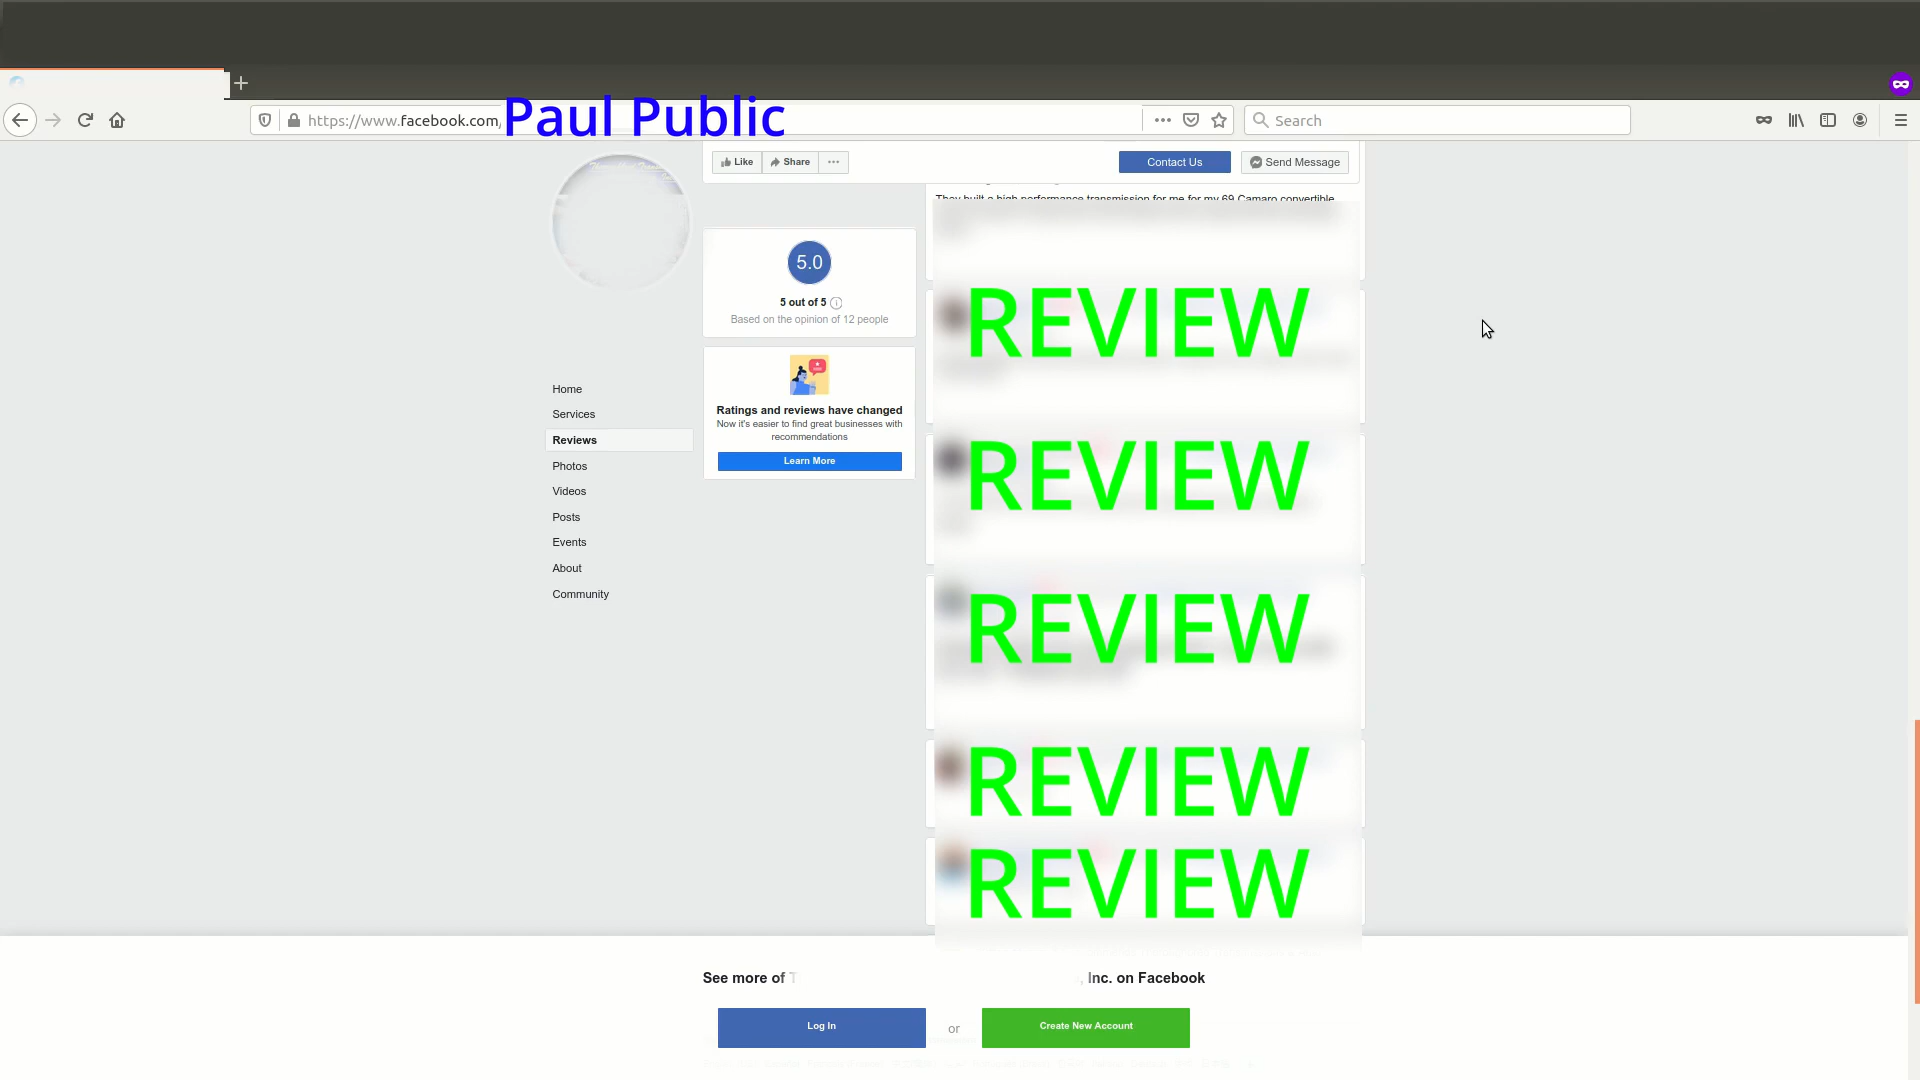 https://www.facebook.com/
Paul Public
Search
Like
Share
Contact Us
Send Message
They built a high performance transmission for me for my 69 Camaro convertible
5.0
5 out of 5
Based on the opinion of 12 people
Ratings and reviews have changed
Now it's easier to find great businesses with
recommendations
Learn More
Home
Services
Reviews
Photos
Videos
Posts
Events
About
Community
REVIEW
REVIEW
REVIEW
REVIEW
REVIEW
See more of T
, Inc. on Facebook
Log In
or
Create New Account